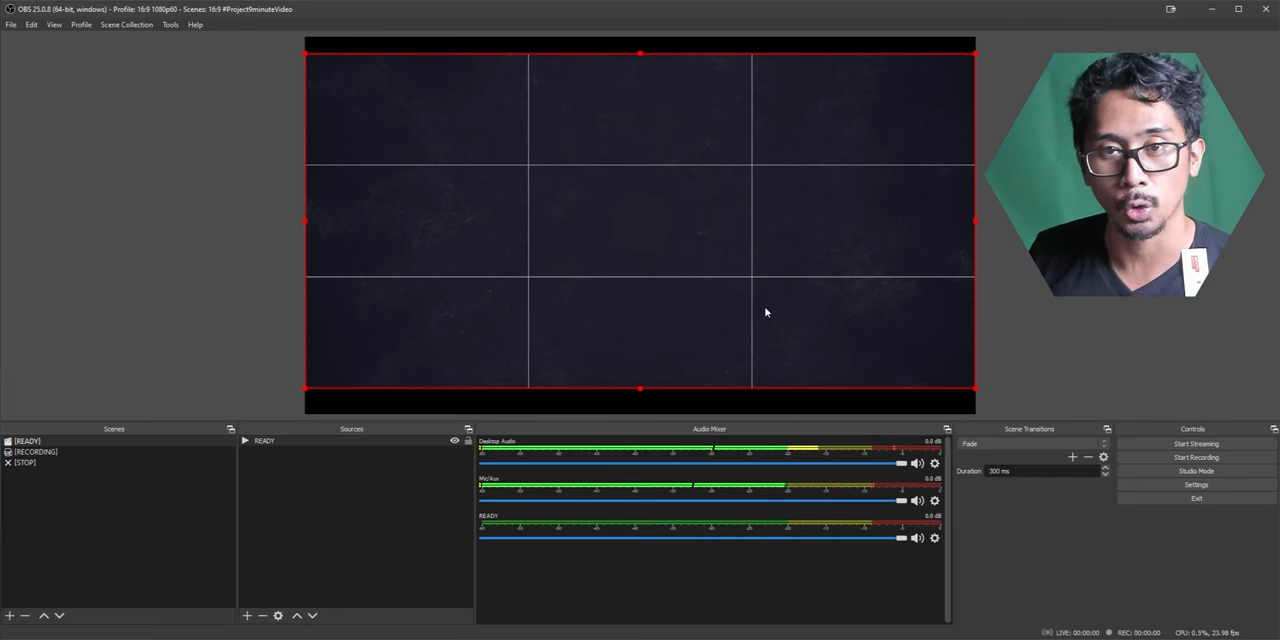 OBS 25.0.8 (64-bit, windows) - Profile: 16:9 1080p60 - Scenes: 16:9 #Project9minuteVideo
File Edit View Profile Scene Collection Tools Help
Scenes
[READY]
[RECORDING]
[STOP]
Sources
READY
Audio Mixer
Desktop Audio 0.0 dB
Mic/Aux 0.0 dB
READY 0.0 dB
Scene Transitions
Fade
Duration 300 ms
Controls
Start Streaming
Start Recording
Studio Mode
Settings
Exit
LIVE: 00:00:00 REC: 00:00:00 CPU: 0.5%, 23.98 fps